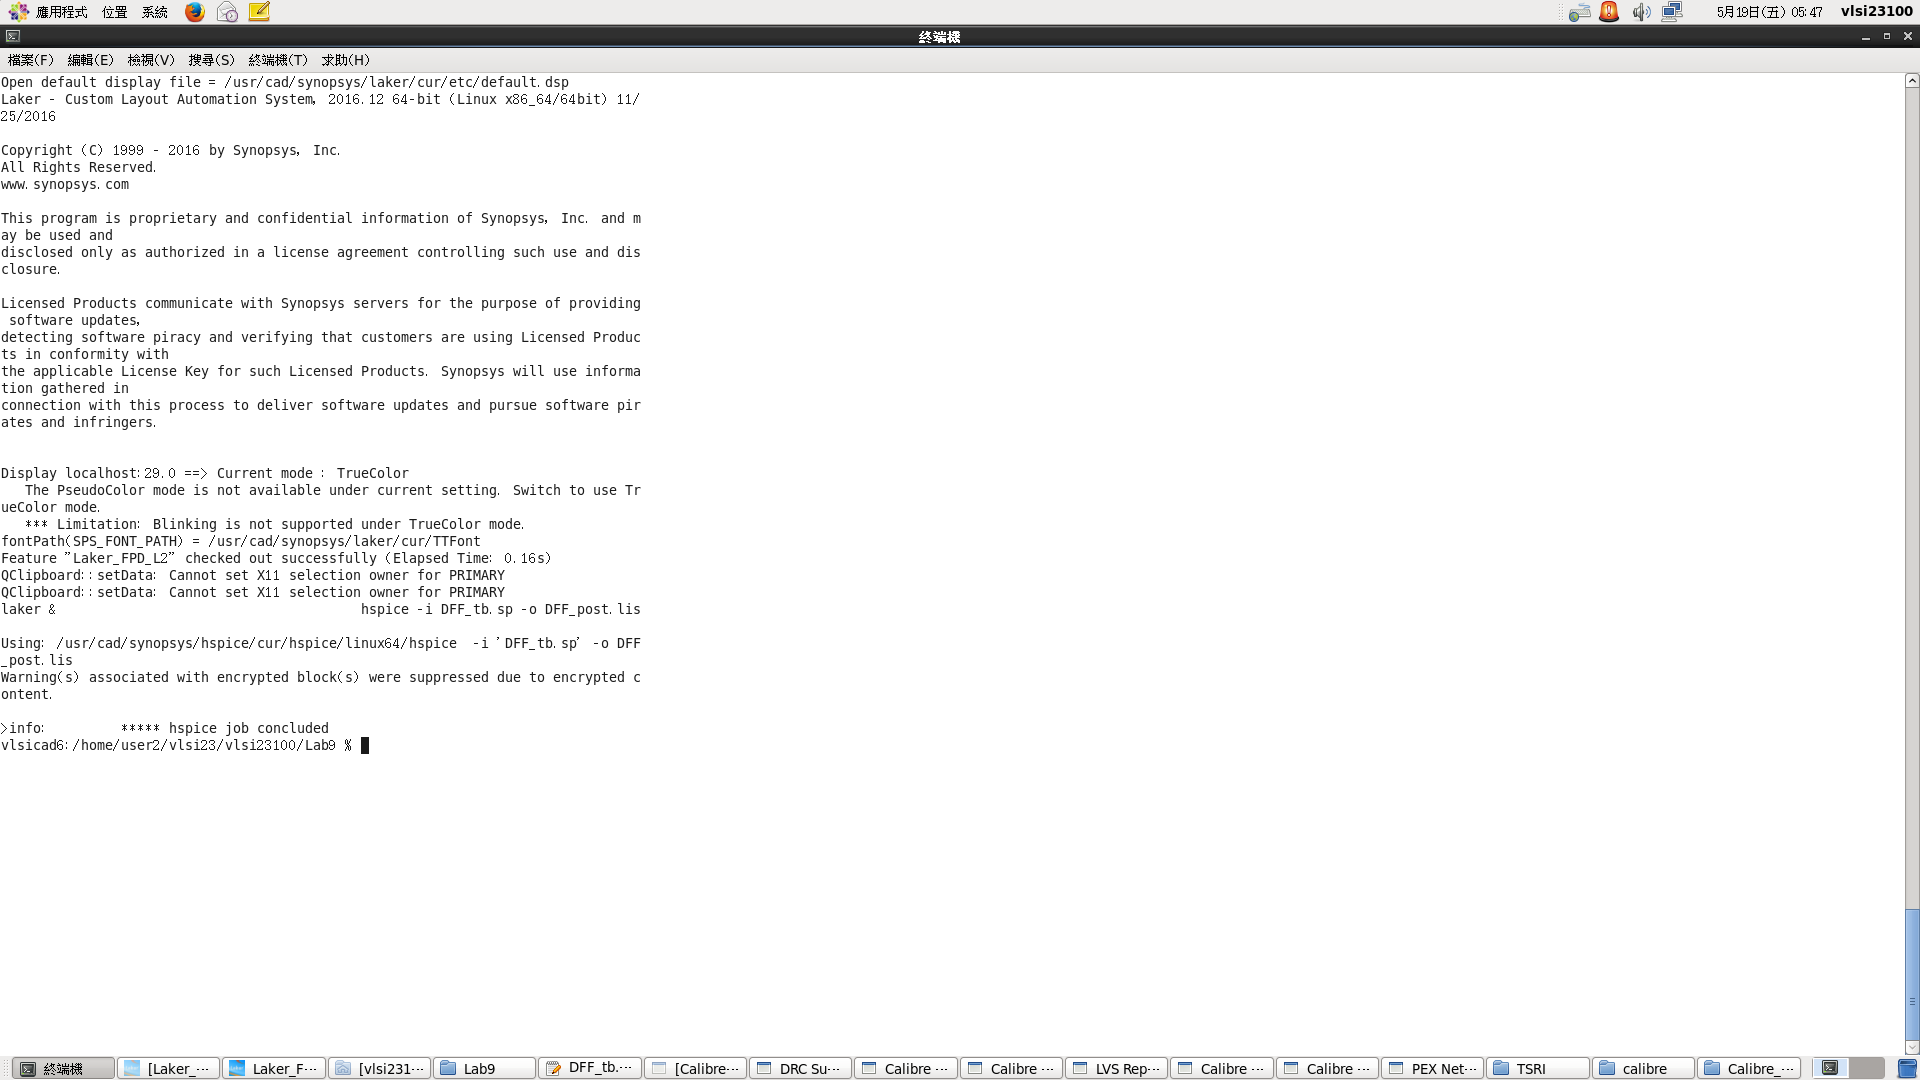 應用程式 位置 系統 5月19日(五) 05:47 vlsi23100
終端機
檔案(F) 編輯(E) 檢視(V) 搜尋(S) 終端機(T) 求助(H)
Open default display file = /usr/cad/synopsys/laker/cur/etc/default.dsp
Laker - Custom Layout Automation System, 2016.12 64-bit (Linux x86_64/64bit) 11/
25/2016
Copyright (C) 1999 - 2016 by Synopsys, Inc.
All Rights Reserved.
www.synopsys.com
This program is proprietary and confidential information of Synopsys, Inc. and m
ay be used and
disclosed only as authorized in a license agreement controlling such use and dis
closure.
Licensed Products communicate with Synopsys servers for the purpose of providing
software updates,
detecting software piracy and verifying that customers are using Licensed Produc
ts in conformity with
the applicable License Key for such Licensed Products. Synopsys will use informa
tion gathered in
connection with this process to deliver software updates and pursue software pir
ates and infringers.
Display localhost:29.0 ==> Current mode : TrueColor
The PseudoColor mode is not available under current setting. Switch to use Tr
ueColor mode.
*** Limitation: Blinking is not supported under TrueColor mode.
fontPath(SPS_FONT_PATH) = /usr/cad/synopsys/laker/cur/TTFont
Feature "Laker_FPD_L2" checked out successfully (Elapsed Time: 0.16s)
QClipboard::setData: Cannot set X11 selection owner for PRIMARY
QClipboard::setData: Cannot set X11 selection owner for PRIMARY
laker & hspice -i DFF_tb.sp -o DFF_post.lis
Using: /usr/cad/synopsys/hspice/cur/hspice/linux64/hspice -i 'DFF_tb.sp' -o DFF
_post.lis
Warning(s) associated with encrypted block(s) were suppressed due to encrypted c
ontent.
>info: ***** hspice job concluded
vlsicad6:/home/user2/vlsi23/vlsi23100/Lab9 %
終端機 [Laker_... Laker_F... [vlsi231... Lab9 DFF_tb.... [Calibre... DRC Su... Calibre ... Calibre ... LVS Rep... Calibre ... Calibre ... PEX Net... TSRI calibre Calibre_...